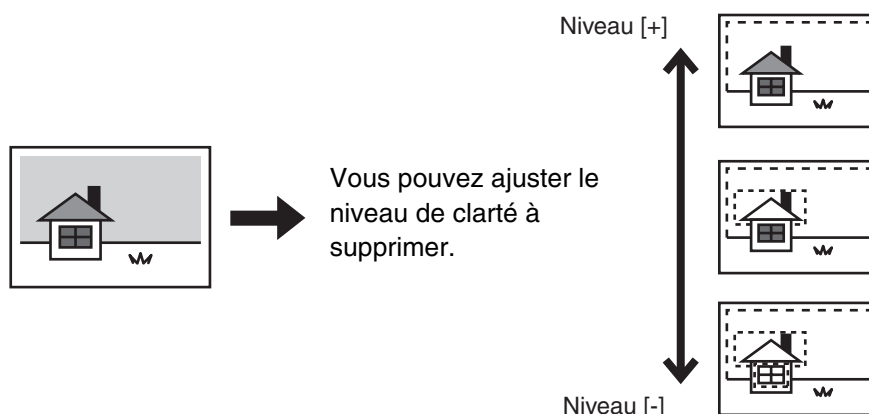 Niveau [+]
Vous pouvez ajuster le
niveau de clarté à
supprimer.
Niveau [-]